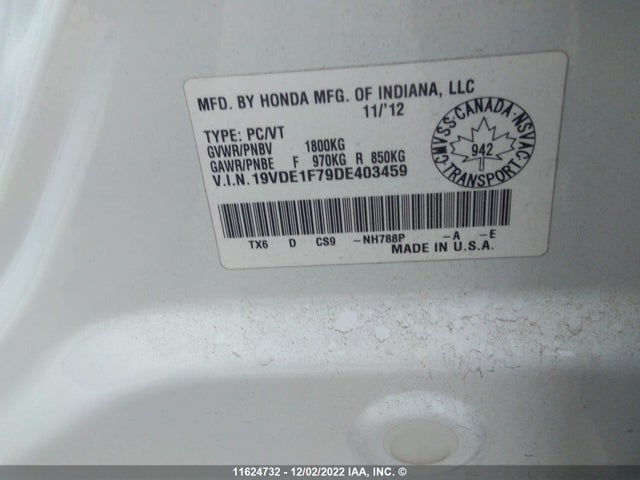 MFD. BY HONDA MFG. OF INDIANA, LLC
11/'12
TYPE: PC/VT
GVWR/PNBV 1800KG
GAWR/PNBE F 970KG R 850KG
V.I.N. 19VDE1F79DE403459
CMVSS·CANADA·NSVAC
942
-TRANSPORT-
TX6 D CS9 -NH788P -A -E
MADE IN U.S.A.
11624732 - 12/02/2022 IAA, INC. ©